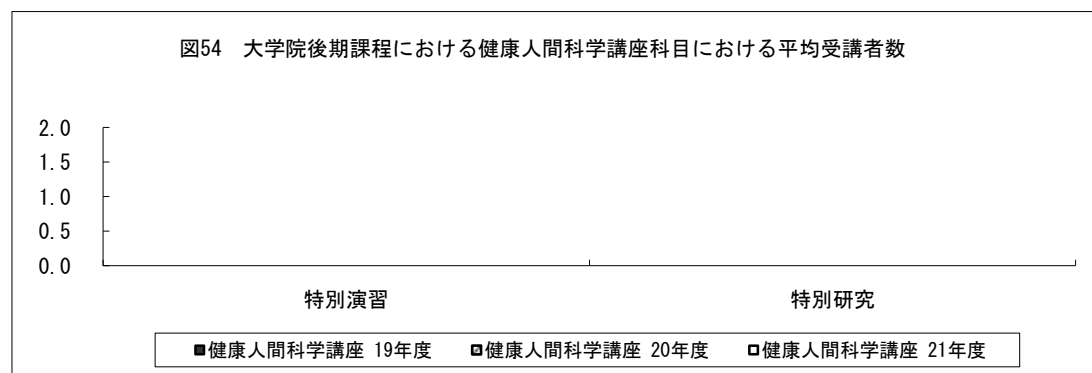 図54 大学院後期課程における健康人間科学講座科目における平均受講者数
2.0
1.5
1.0
0.5
0.0
特別演習 特別研究
健康人間科学講座 19年度 健康人間科学講座 20年度 健康人間科学講座 21年度